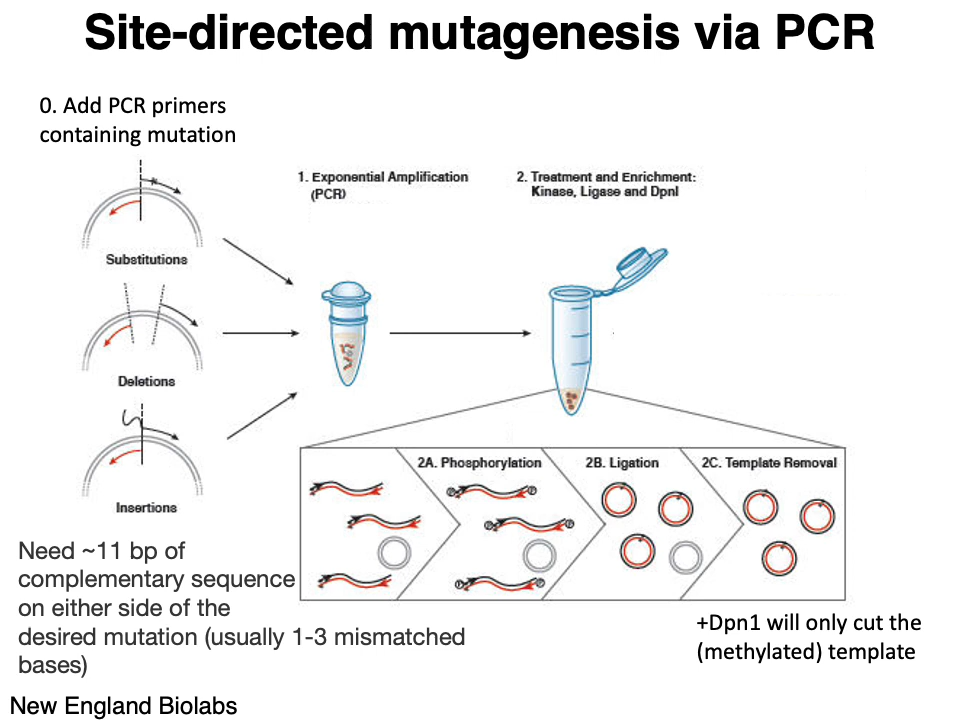 Site-directed mutagenesis via PCR
0. Add PCR primers
containing mutation
1. Exponential Amplification
(PCR)
2. Treatment and Enrichment:
Kinase, Ligase and DpnI
Substitutions
Deletions
Insertions
2A. Phosphorylation
2B. Ligation
2C. Template Removal
P P
P P
P P
Need ~11 bp of
complementary sequence
on either side of the
desired mutation (usually 1-3 mismatched
bases)
+Dpn1 will only cut the
(methylated) template
New England Biolabs